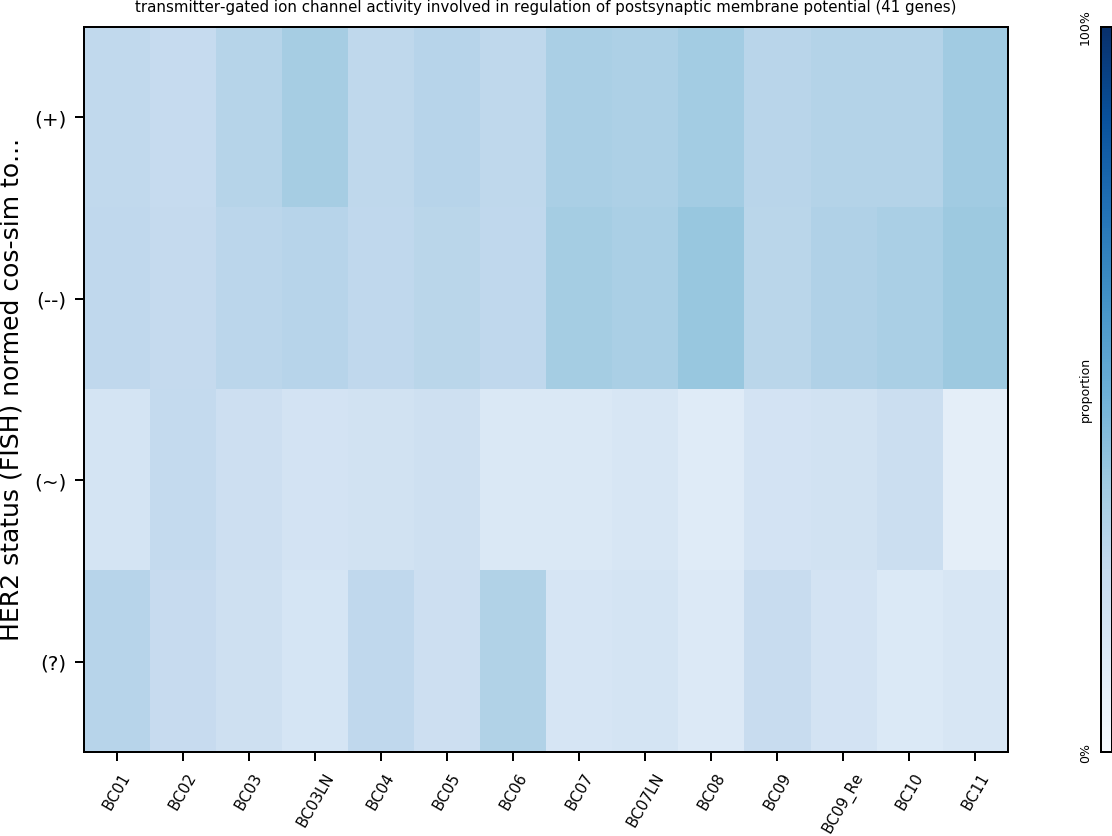 transmitter-gated ion channel activity involved in regulation of postsynaptic membrane potential (41 genes)
HER2 status (FISH) normed cos-sim to...
(+)
(--)
(~)
(?)
BC01
BC02
BC03
BC03LN
BC04
BC05
BC06
BC07
BC07LN
BC08
BC09
BC09_Re
BC10
BC11
100%
proportion
0%